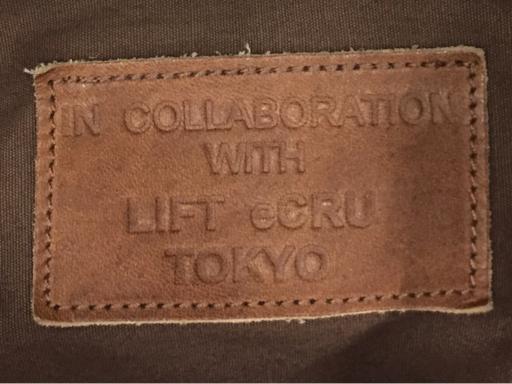 IN COLLABORATION
WITH
LIFT eCRU
TOKYO